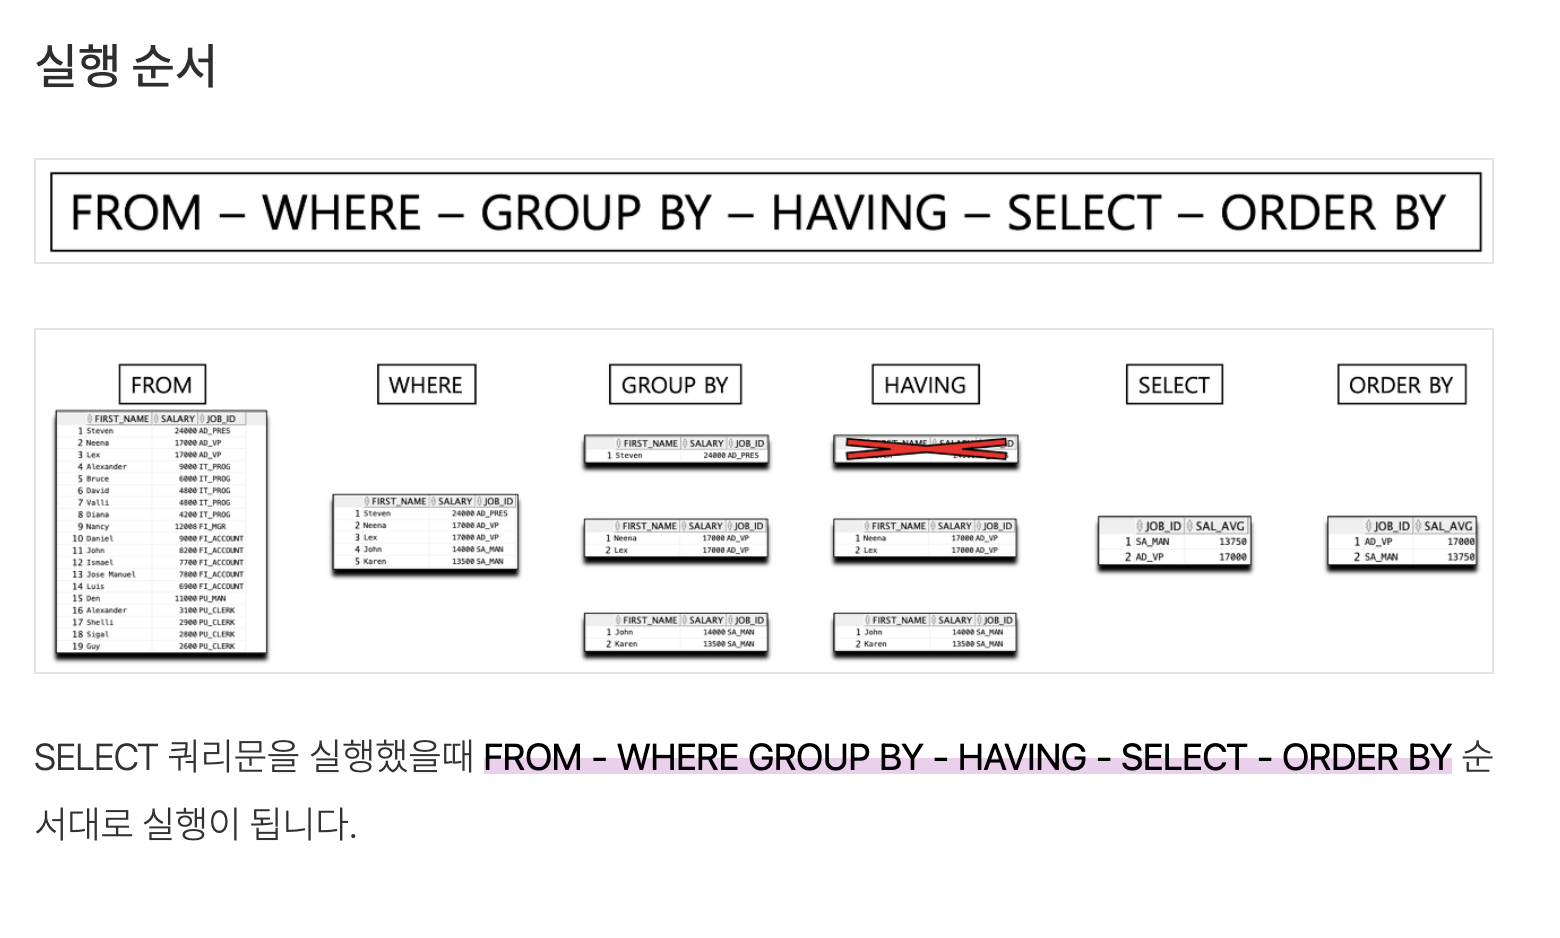 실행 순서
FROM – WHERE – GROUP BY – HAVING – SELECT – ORDER BY
FROM
FIRST_NAME SALARY JOB_ID
1 Steven 24000 AD_PRES
2 Neena 17000 AD_VP
3 Lex 17000 AD_VP
4 Alexander 9000 IT_PROG
5 Bruce 6000 IT_PROG
6 David 4800 IT_PROG
7 Valli 4800 IT_PROG
8 Diana 4200 IT_PROG
9 Nancy 12008 FI_MGR
10 Daniel 9000 FI_ACCOUNT
11 John 8200 FI_ACCOUNT
12 Ismael 7700 FI_ACCOUNT
13 Jose Manuel 7800 FI_ACCOUNT
14 Luis 6900 FI_ACCOUNT
15 Den 11000 PU_MAN
16 Alexander 3100 PU_CLERK
17 Shelli 2900 PU_CLERK
18 Sigal 2800 PU_CLERK
19 Guy 2600 PU_CLERK
WHERE
FIRST_NAME SALARY JOB_ID
1 Steven 24000 AD_PRES
2 Neena 17000 AD_VP
3 Lex 17000 AD_VP
4 John 14000 SA_MAN
5 Karen 13500 SA_MAN
GROUP BY
FIRST_NAME SALARY JOB_ID
1 Steven 24000 AD_PRES
FIRST_NAME SALARY JOB_ID
1 Neena 17000 AD_VP
2 Lex 17000 AD_VP
FIRST_NAME SALARY JOB_ID
1 John 14000 SA_MAN
2 Karen 13500 SA_MAN
HAVING
FIRST_NAME SALARY JOB_ID
1 Neena 17000 AD_VP
2 Lex 17000 AD_VP
FIRST_NAME SALARY JOB_ID
1 John 14000 SA_MAN
2 Karen 13500 SA_MAN
SELECT
JOB_ID SAL_AVG
1 SA_MAN 13750
2 AD_VP 17000
ORDER BY
JOB_ID SAL_AVG
1 AD_VP 17000
2 SA_MAN 13750
SELECT 쿼리문을 실행했을때 FROM - WHERE GROUP BY - HAVING - SELECT - ORDER BY 순
서대로 실행이 됩니다.